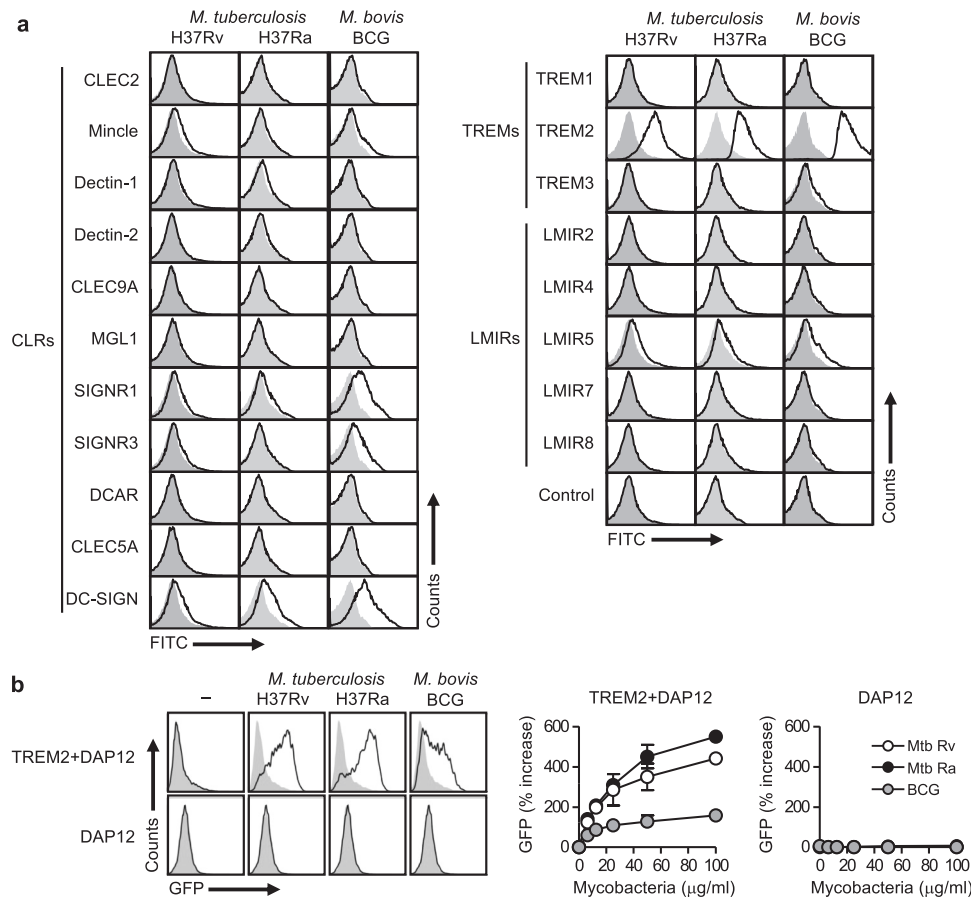 a
M. tuberculosis
M. bovis
H37Rv H37Ra BCG
CLRs
CLEC2
Mincle
Dectin-1
Dectin-2
CLEC9A
MGL1
SIGNR1
SIGNR3
DCAR
CLEC5A
DC-SIGN
FITC
Counts
M. tuberculosis
M. bovis
H37Rv H37Ra BCG
TREMs
TREM1
TREM2
TREM3
LMIRs
LMIR2
LMIR4
LMIR5
LMIR7
LMIR8
Control
FITC
Counts
b
M. tuberculosis
M. bovis
– H37Rv H37Ra BCG
TREM2+DAP12
DAP12
Counts
GFP
TREM2+DAP12
GFP (% increase)
600
400
200
0
0 20 40 60 80 100
Mycobacteria (μg/ml)
DAP12
GFP (% increase)
600
400
200
0
Mtb Rv
Mtb Ra
BCG
0 20 40 60 80 100
Mycobacteria (μg/ml)